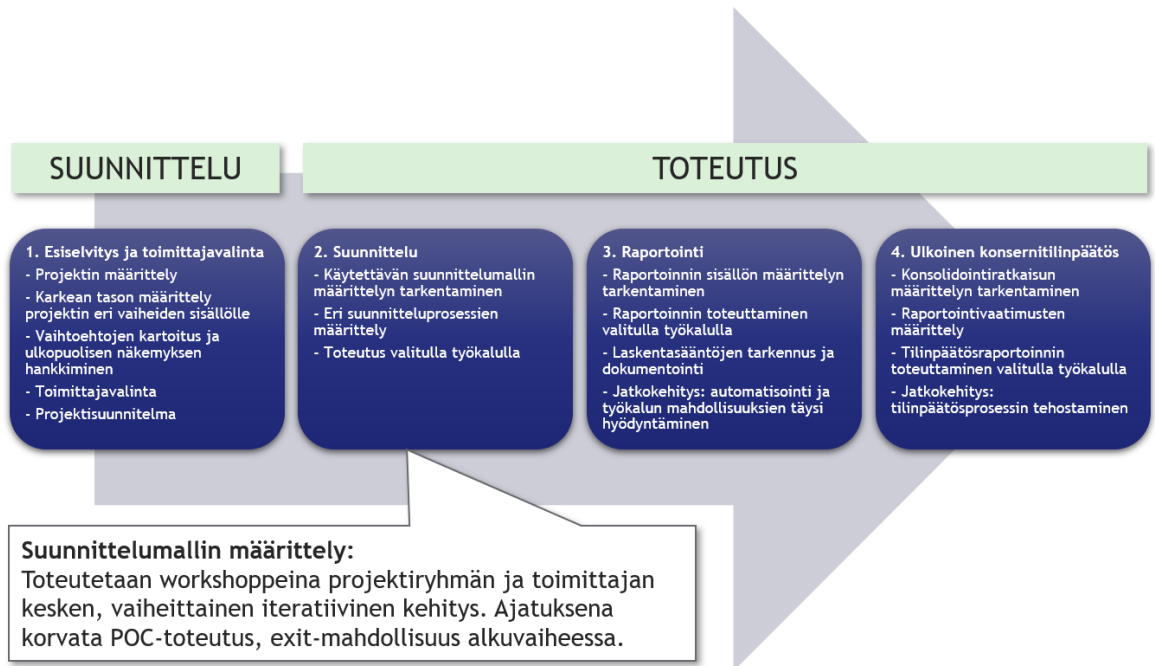 SUUNNITTELU
TOTEUTUS
1. Esiselvitys ja toimittajavalinta
- Projektin määrittely
- Karkean tason määrittely
projektin eri vaiheiden sisällölle
- Vaihtoehtojen kartoitus ja
ulkopuolisen näkemyksen
hankkiminen
- Toimittajavalinta
- Projektisuunnitelma
2. Suunnittelu
- Käytettävän suunnittelumallin
määrittelyn tarkentaminen
- Eri suunnitteluprosessien
määrittely
- Toteutus valitulla työkalulla
3. Raportointi
- Raportoinnin sisällön määrittelyn
tarkentaminen
- Raportoinnin toteuttaminen
valitulla työkalulla
- Laskentasääntöjen tarkennus ja
dokumentointi
- Jatkokehitys: automatisointi ja
työkalun mahdollisuuksien täysi
hyödyntäminen
4. Ulkoinen konsernitilinpäätös
- Konsolidointiratkaisun
määrittelyn tarkentaminen
- Raportointivaatimusten
määrittely
- Tilinpäätösraportoinnin
toteuttaminen valitulla työkalulla
- Jatkokehitys:
tilinpäätösprosessin tehostaminen
Suunnittelumallin määrittely:
Toteutetaan workshoppeina projektiryhmän ja toimittajan
kesken, vaiheittainen iteratiivinen kehitys. Ajatuksena
korvata POC-toteutus, exit-mahdollisuus alkuvaiheessa.